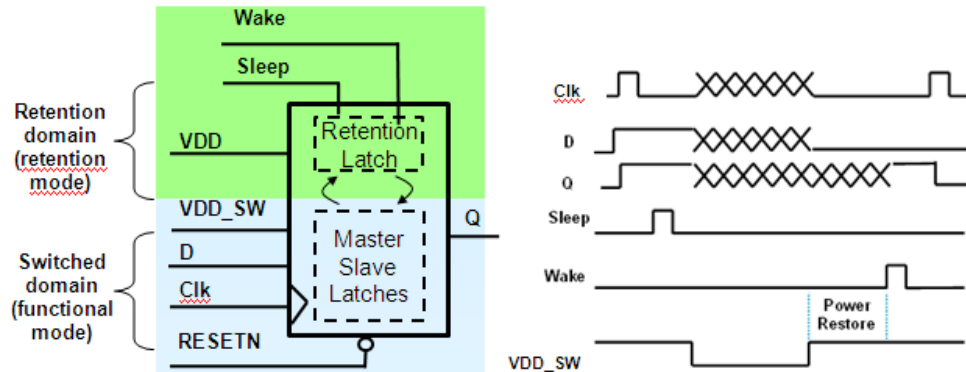 Wake
Sleep
Retention
domain
(retention
mode)
VDD
Retention
Latch
VDD_SW
Q
Switched
domain
(functional
mode)
D
Clk
Master
Slave
Latches
RESETN
Clk
D
Q
Sleep
Wake
Power
Restore
VDD_SW